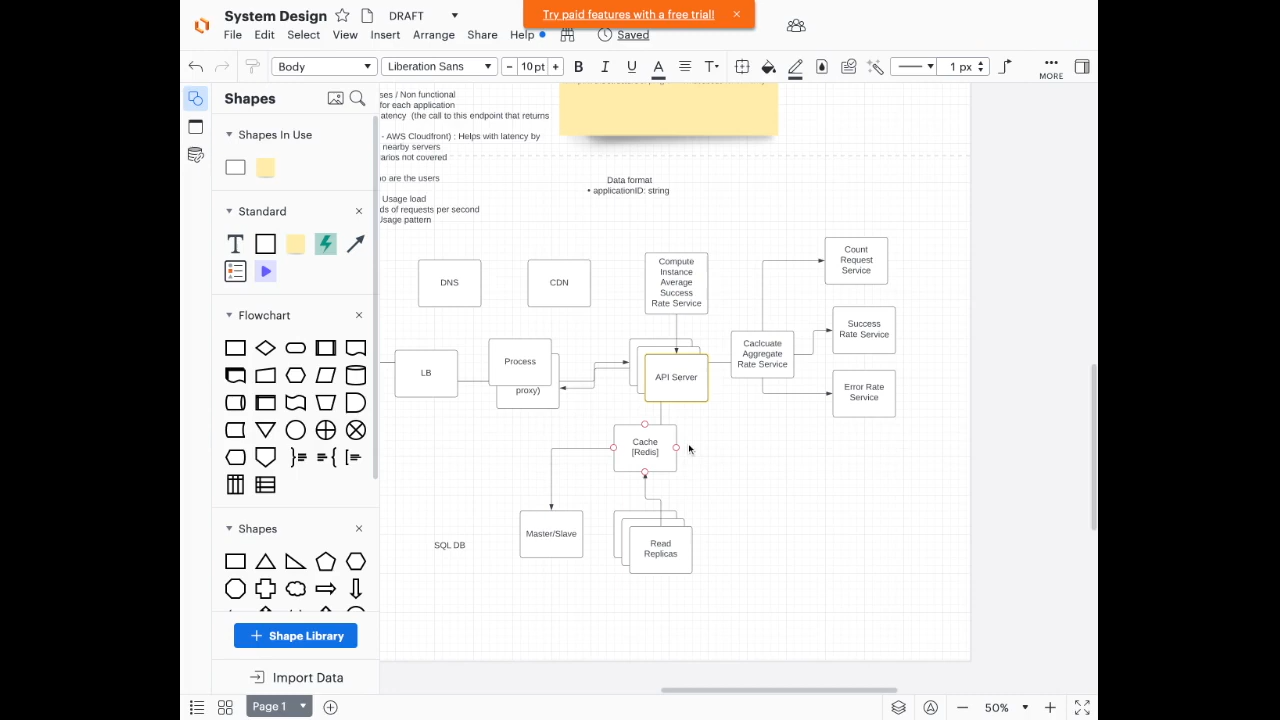 System Design
DRAFT
Try paid features with a free trial!
File
Edit
Select
View
Insert
Arrange
Share
Help
Saved
Body
Liberation Sans
10 pt
B
I
U
A
T
1 px
MORE
Shapes
Shapes In Use
Standard
T
Flowchart
Shapes
Shape Library
Import Data
ses / Non functional
for each application
atency (the call to this endpoint that returns
- AWS Cloudfront) : Helps with latency by
nearby servers
arios not covered
o are the users
Usage load
ds of requests per second
Usage pattern
Data format
• applicationID: string
DNS
CDN
Compute
Instance
Average
Success
Rate Service
Count
Request
Service
Success
Rate Service
Caclcuate
Aggregate
Rate Service
Error Rate
Service
LB
Process
proxy)
API Server
Cache
[Redis]
SQL DB
Master/Slave
Read
Replicas
Page 1
50%